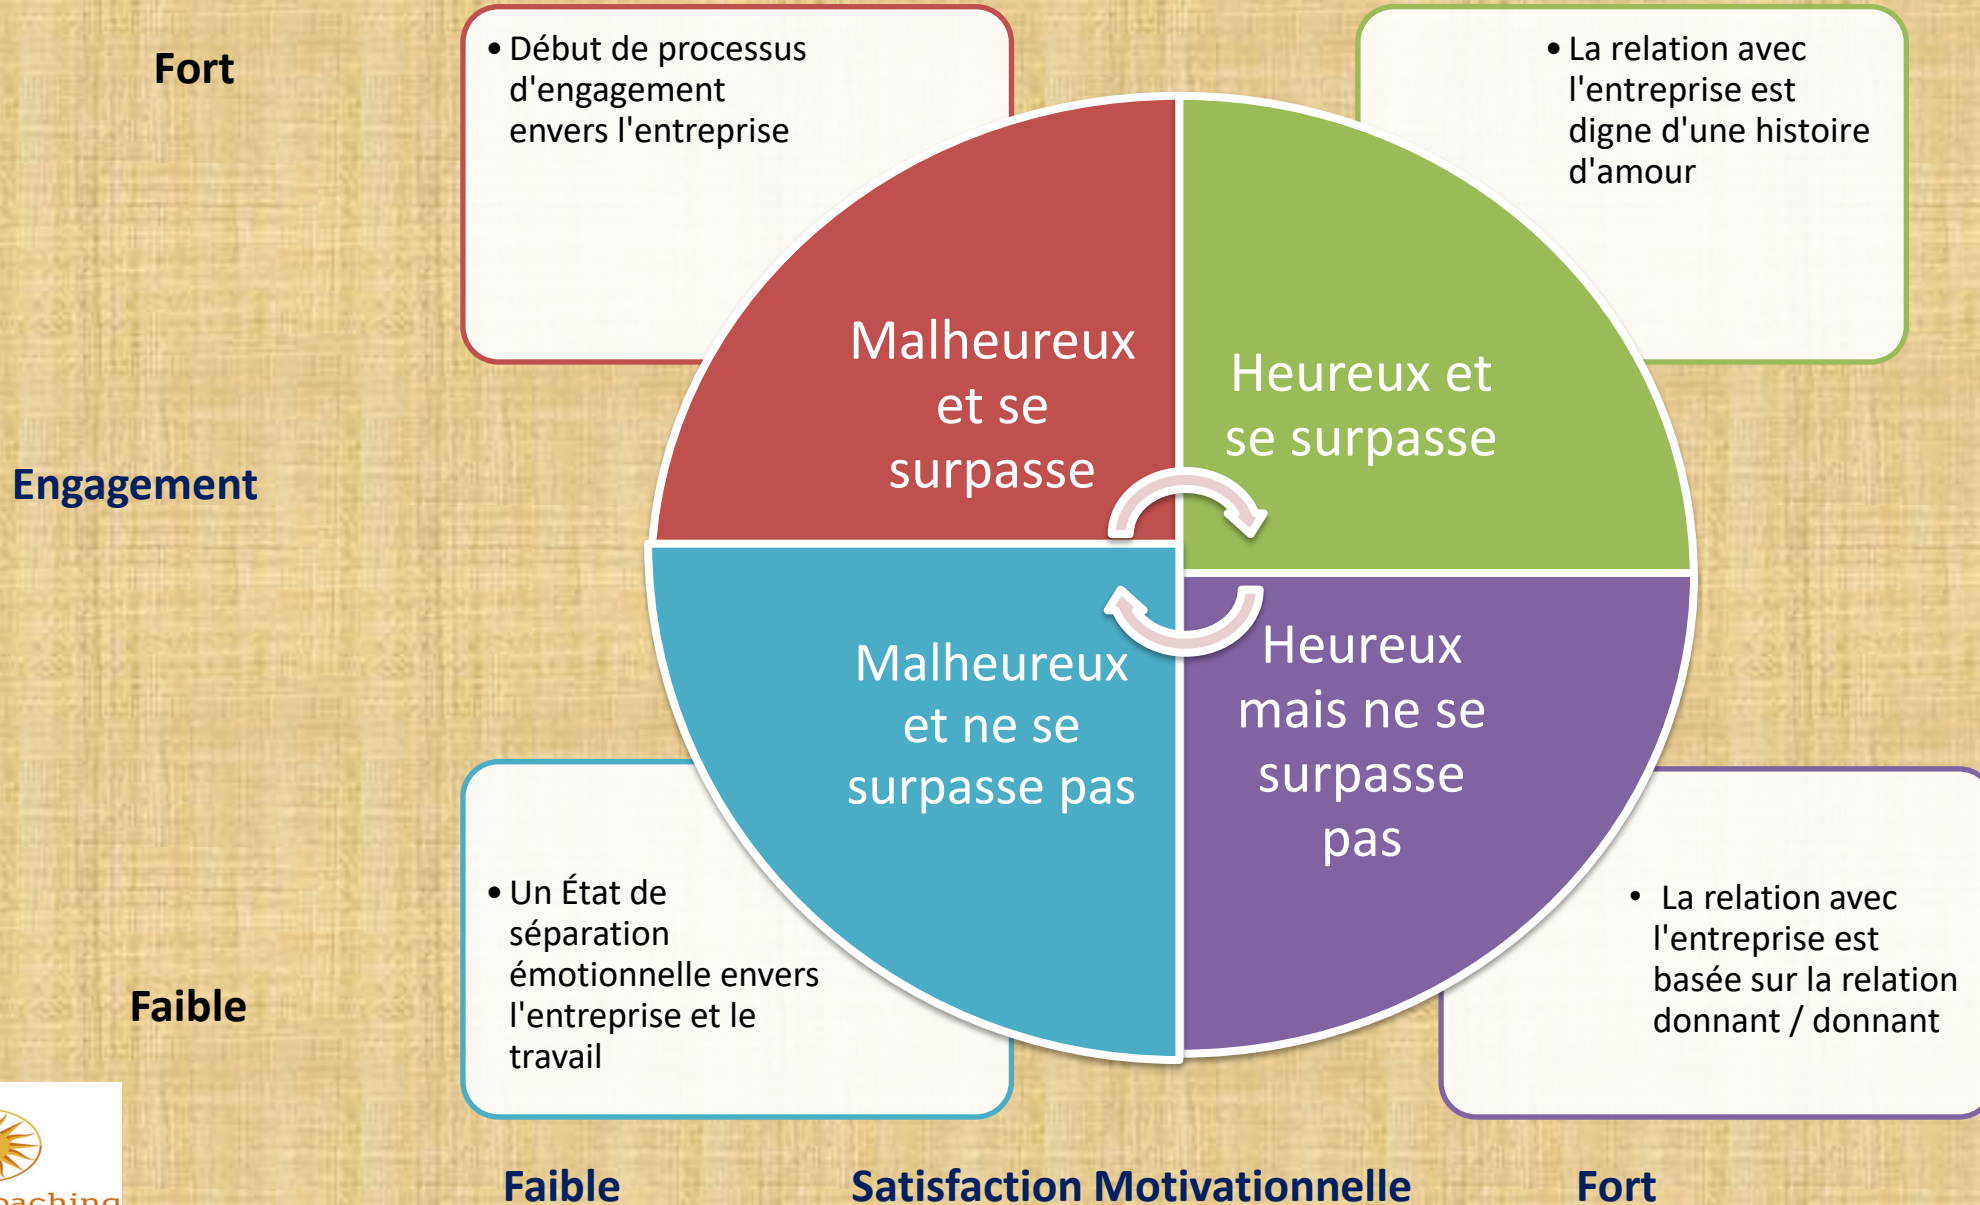 Fort
• Début de processus
d'engagement
envers l'entreprise
• La relation avec
l'entreprise est
digne d'une histoire
d'amour
Malheureux
et se
surpasse
Heureux et
se surpasse
Engagement
Malheureux
et ne se
surpasse pas
Heureux
mais ne se
surpasse
pas
Faible
• Un État de
séparation
émotionnelle envers
l'entreprise et le
travail
• La relation avec
l'entreprise est
basée sur la relation
donnant / donnant
Faible
Satisfaction Motivationnelle
Fort